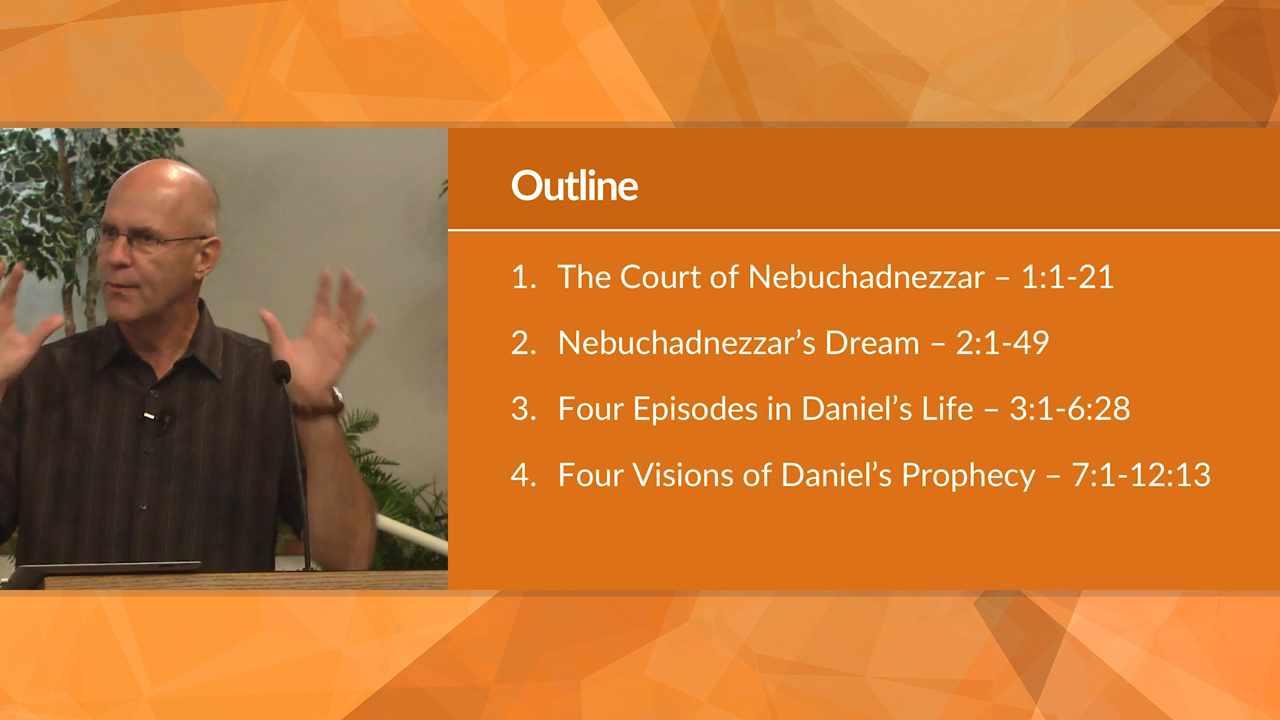 Outline
1. The Court of Nebuchadnezzar – 1:1-21
2. Nebuchadnezzar’s Dream – 2:1-49
3. Four Episodes in Daniel’s Life – 3:1-6:28
4. Four Visions of Daniel’s Prophecy – 7:1-12:13